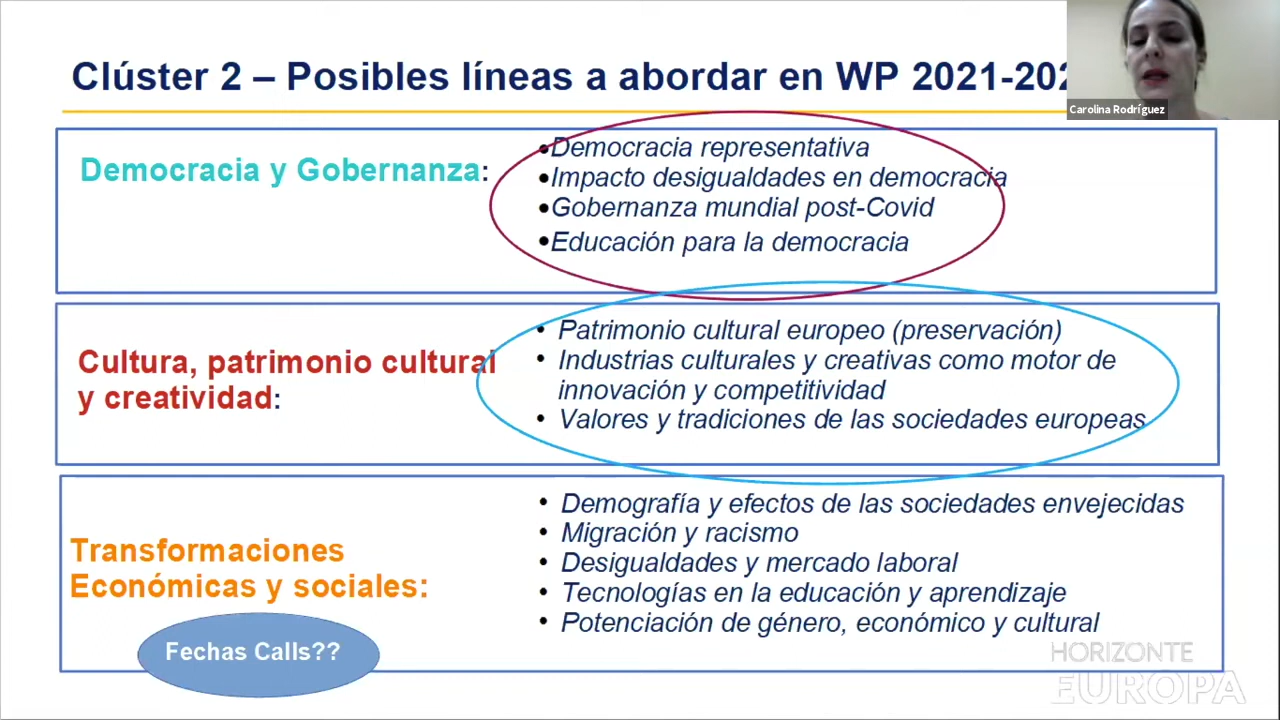 Clúster 2 – Posibles líneas a abordar en WP 2021-202
Carolina Rodríguez
Democracia y Gobernanza:
•Democracia representativa
•Impacto desigualdades en democracia
•Gobernanza mundial post-Covid
•Educación para la democracia
Cultura, patrimonio cultural
y creatividad:
• Patrimonio cultural europeo (preservación)
• Industrias culturales y creativas como motor de
innovación y competitividad
• Valores y tradiciones de las sociedades europeas
Transformaciones
Económicas y sociales:
• Demografía y efectos de las sociedades envejecidas
• Migración y racismo
• Desigualdades y mercado laboral
• Tecnologías en la educación y aprendizaje
• Potenciación de género, económico y cultural
Fechas Calls??
HORIZONTE
EUROPA